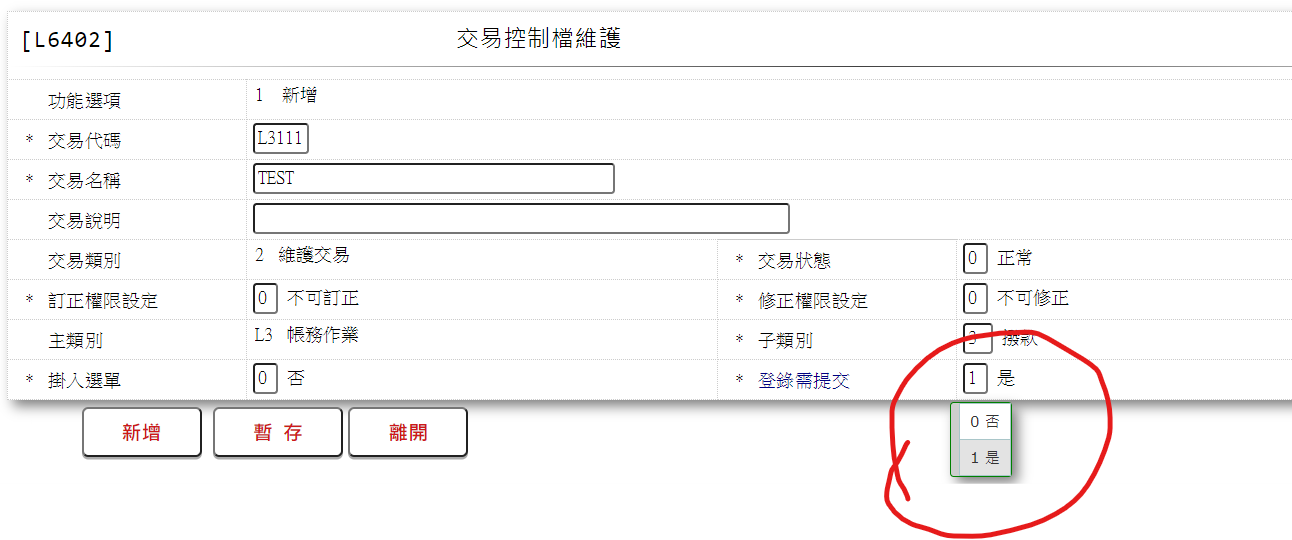 [L6402] 交易控制檔維護
功能選項 1 新增
* 交易代碼 L3111
* 交易名稱 TEST
交易說明
交易類別 2 維護交易 * 交易狀態 0 正常
* 訂正權限設定 0 不可訂正 * 修正權限設定 0 不可修正
主類別 L3 帳務作業 * 子類別 3 撥款
* 掛入選單 0 否 * 登錄需提交 1 是
新增 暫 存 離開
0 否
1 是